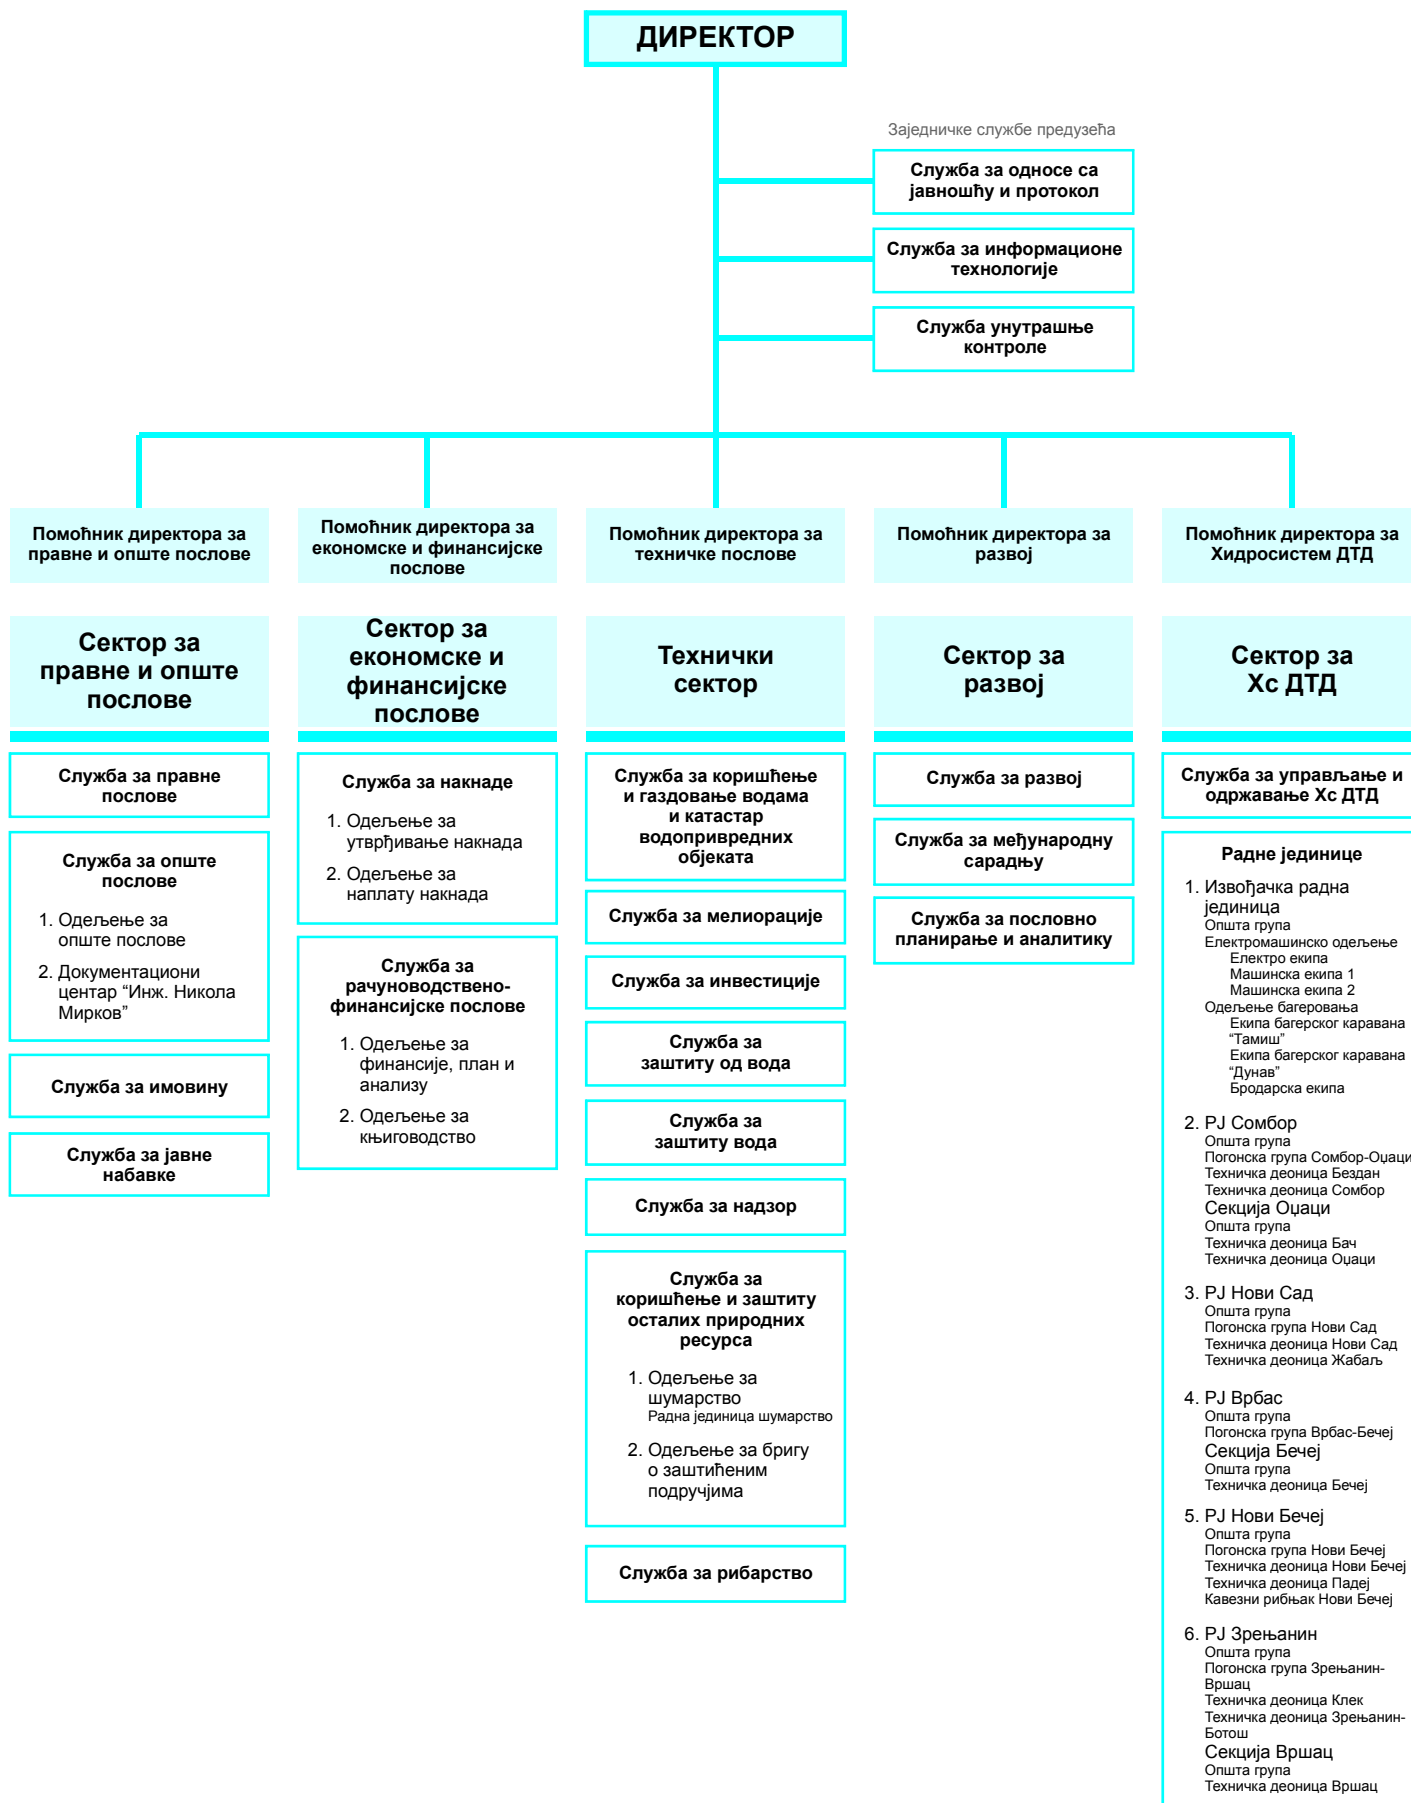 ДИРЕКТОР
Заједничке службе предузећа
Служба за односе са
јавношћу и протокол
Служба за информационе
технологије
Служба унутрашње
контроле
Помоћник директора за
правне и опште послове
Помоћник директора за
економске и финансијске
послове
Помоћник директора за
техничке послове
Помоћник директора за
развој
Помоћник директора за
Хидросистем ДТД
Сектор за
правне и опште
послове
Сектор за
економске и
финансијске
послове
Технички
сектор
Сектор за
развој
Сектор за
Хс ДТД
Служба за правне
послове
Служба за опште
послове
1. Одељење за
опште послове
2. Документациони
центар “Инж. Никола
Мирков”
Служба за имовину
Служба за јавне
набавке
Служба за накнаде
1. Одељење за
утврђивање накнада
2. Одељење за
наплату накнада
Служба за
рачуноводствено-
финансијске послове
1. Одељење за
финансије, план и
анализу
2. Одељење за
књиговодство
Служба за коришћење
и газдовање водама
и катастар
водопривредних
објеката
Служба за мелиорације
Служба за инвестиције
Служба за
заштиту од вода
Служба за
заштиту вода
Служба за надзор
Служба за
коришћење и заштиту
осталих природних
ресурса
1. Одељење за
шумарство
Радна јединица шумарство
2. Одељење за бригу
о заштићеним
подручјима
Служба за рибарство
Служба за развој
Служба за међународну
сарадњу
Служба за пословно
планирање и аналитику
Служба за управљање и
одржавање Хс ДТД
Радне јединице
1. Извођачка радна
јединица
Општа група
Електромашинско одељење
Електро екипа
Машинска екипа 1
Машинска екипа 2
Одељење багеровања
Екипа багерског каравана
“Тамиш”
Екипа багерског каравана
“Дунав”
Бродарска екипа
2. РЈ Сомбор
Општа група
Погонска група Сомбор-Оџаци
Техничка деоница Бездан
Техничка деоница Сомбор
Секција Оџаци
Општа група
Техничка деоница Бач
Техничка деоница Оџаци
3. РЈ Нови Сад
Општа група
Погонска група Нови Сад
Техничка деоница Нови Сад
Техничка деоница Жабаљ
4. РЈ Врбас
Општа група
Погонска група Врбас-Бечеј
Секција Бечеј
Општа група
Техничка деоница Бечеј
5. РЈ Нови Бечеј
Општа група
Погонска група Нови Бечеј
Техничка деоница Нови Бечеј
Техничка деоница Падеј
Кавезни рибњак Нови Бечеј
6. РЈ Зрењанин
Општа група
Погонска група Зрењанин-
Вршац
Техничка деоница Клек
Техничка деоница Зрењанин-
Ботош
Секција Вршац
Општа група
Техничка деоница Вршац